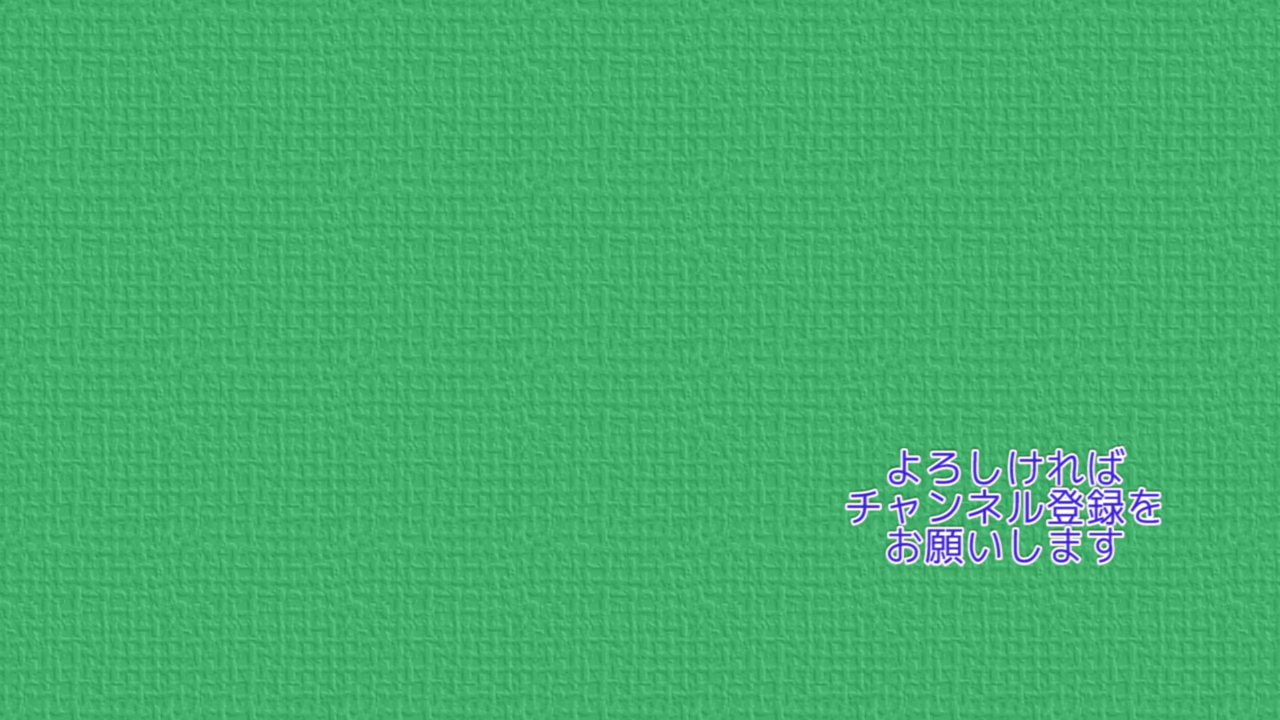 よろしければ
チャンネル登録を
お願いします